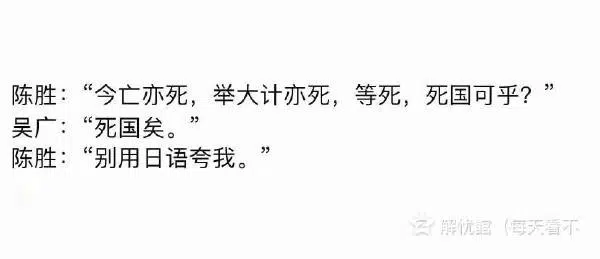 陈胜：“今亡亦死，举大计亦死，等死，死国可乎？”
吴广：“死国矣。”
陈胜：“别用日语夸我。”
解忧館（每天看不